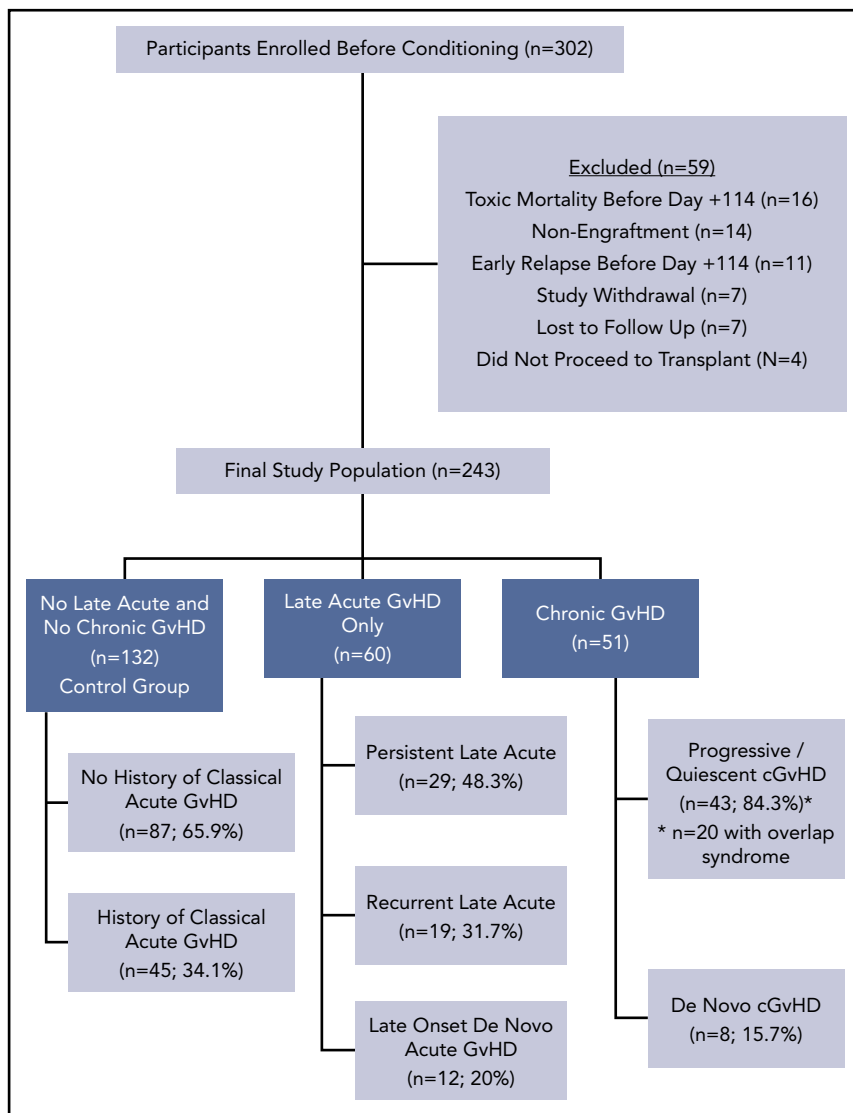 Participants Enrolled Before Conditioning (n=302)
Excluded (n=59)
Toxic Mortality Before Day +114 (n=16)
Non-Engraftment (n=14)
Early Relapse Before Day +114 (n=11)
Study Withdrawal (n=7)
Lost to Follow Up (n=7)
Did Not Proceed to Transplant (N=4)
Final Study Population (n=243)
No Late Acute and
No Chronic GvHD
(n=132)
Control Group
Late Acute GvHD
Only
(n=60)
Chronic GvHD
(n=51)
No History of Classical
Acute GvHD
(n=87; 65.9%)
History of Classical
Acute GvHD
(n=45; 34.1%)
Persistent Late Acute
(n=29; 48.3%)
Recurrent Late Acute
(n=19; 31.7%)
Late Onset De Novo
Acute GvHD
(n=12; 20%)
Progressive /
Quiescent cGvHD
(n=43; 84.3%)*
* n=20 with overlap
syndrome
De Novo cGvHD
(n=8; 15.7%)